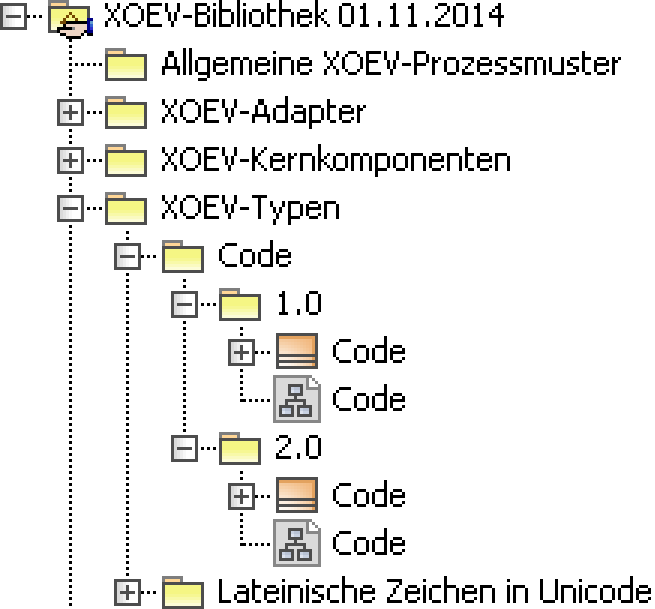 XOEV-Bibliothek 01.11.2014
Allgemeine XOEV-Prozessmuster
XOEV-Adapter
XOEV-Kernkomponenten
XOEV-Typen
Code
1.0
Code
Code
2.0
Code
Code
Lateinische Zeichen in Unicode